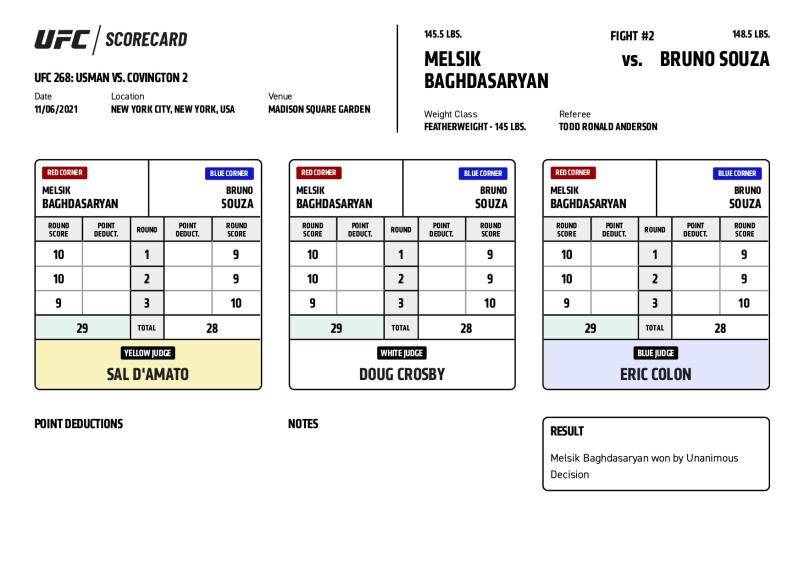 UFC / SCORECARD
UFC 268: USMAN VS. COVINGTON 2
Date Location Venue
11/06/2021 NEW YORK CITY, NEW YORK, USA MADISON SQUARE GARDEN
145.5 LBS. FIGHT #2 148.5 LBS.
MELSIK vs. BRUNO SOUZA
BAGHDASARYAN
Weight Class Referee
FEATHERWEIGHT - 145 LBS. TODD RONALD ANDERSON
RED CORNER BLUE CORNER
MELSIK BRUNO
BAGHDASARYAN SOUZA
ROUND SCORE POINT DEDUCT. ROUND POINT DEDUCT. ROUND SCORE
10 1 9
10 2 9
9 3 10
29 TOTAL 28
YELLOW JUDGE
SAL D'AMATO
RED CORNER BLUE CORNER
MELSIK BRUNO
BAGHDASARYAN SOUZA
ROUND SCORE POINT DEDUCT. ROUND POINT DEDUCT. ROUND SCORE
10 1 9
10 2 9
9 3 10
29 TOTAL 28
WHITE JUDGE
DOUG CROSBY
RED CORNER BLUE CORNER
MELSIK BRUNO
BAGHDASARYAN SOUZA
ROUND SCORE POINT DEDUCT. ROUND POINT DEDUCT. ROUND SCORE
10 1 9
10 2 9
9 3 10
29 TOTAL 28
BLUE JUDGE
ERIC COLON
POINT DEDUCTIONS
NOTES
RESULT
Melsik Baghdasaryan won by Unanimous
Decision